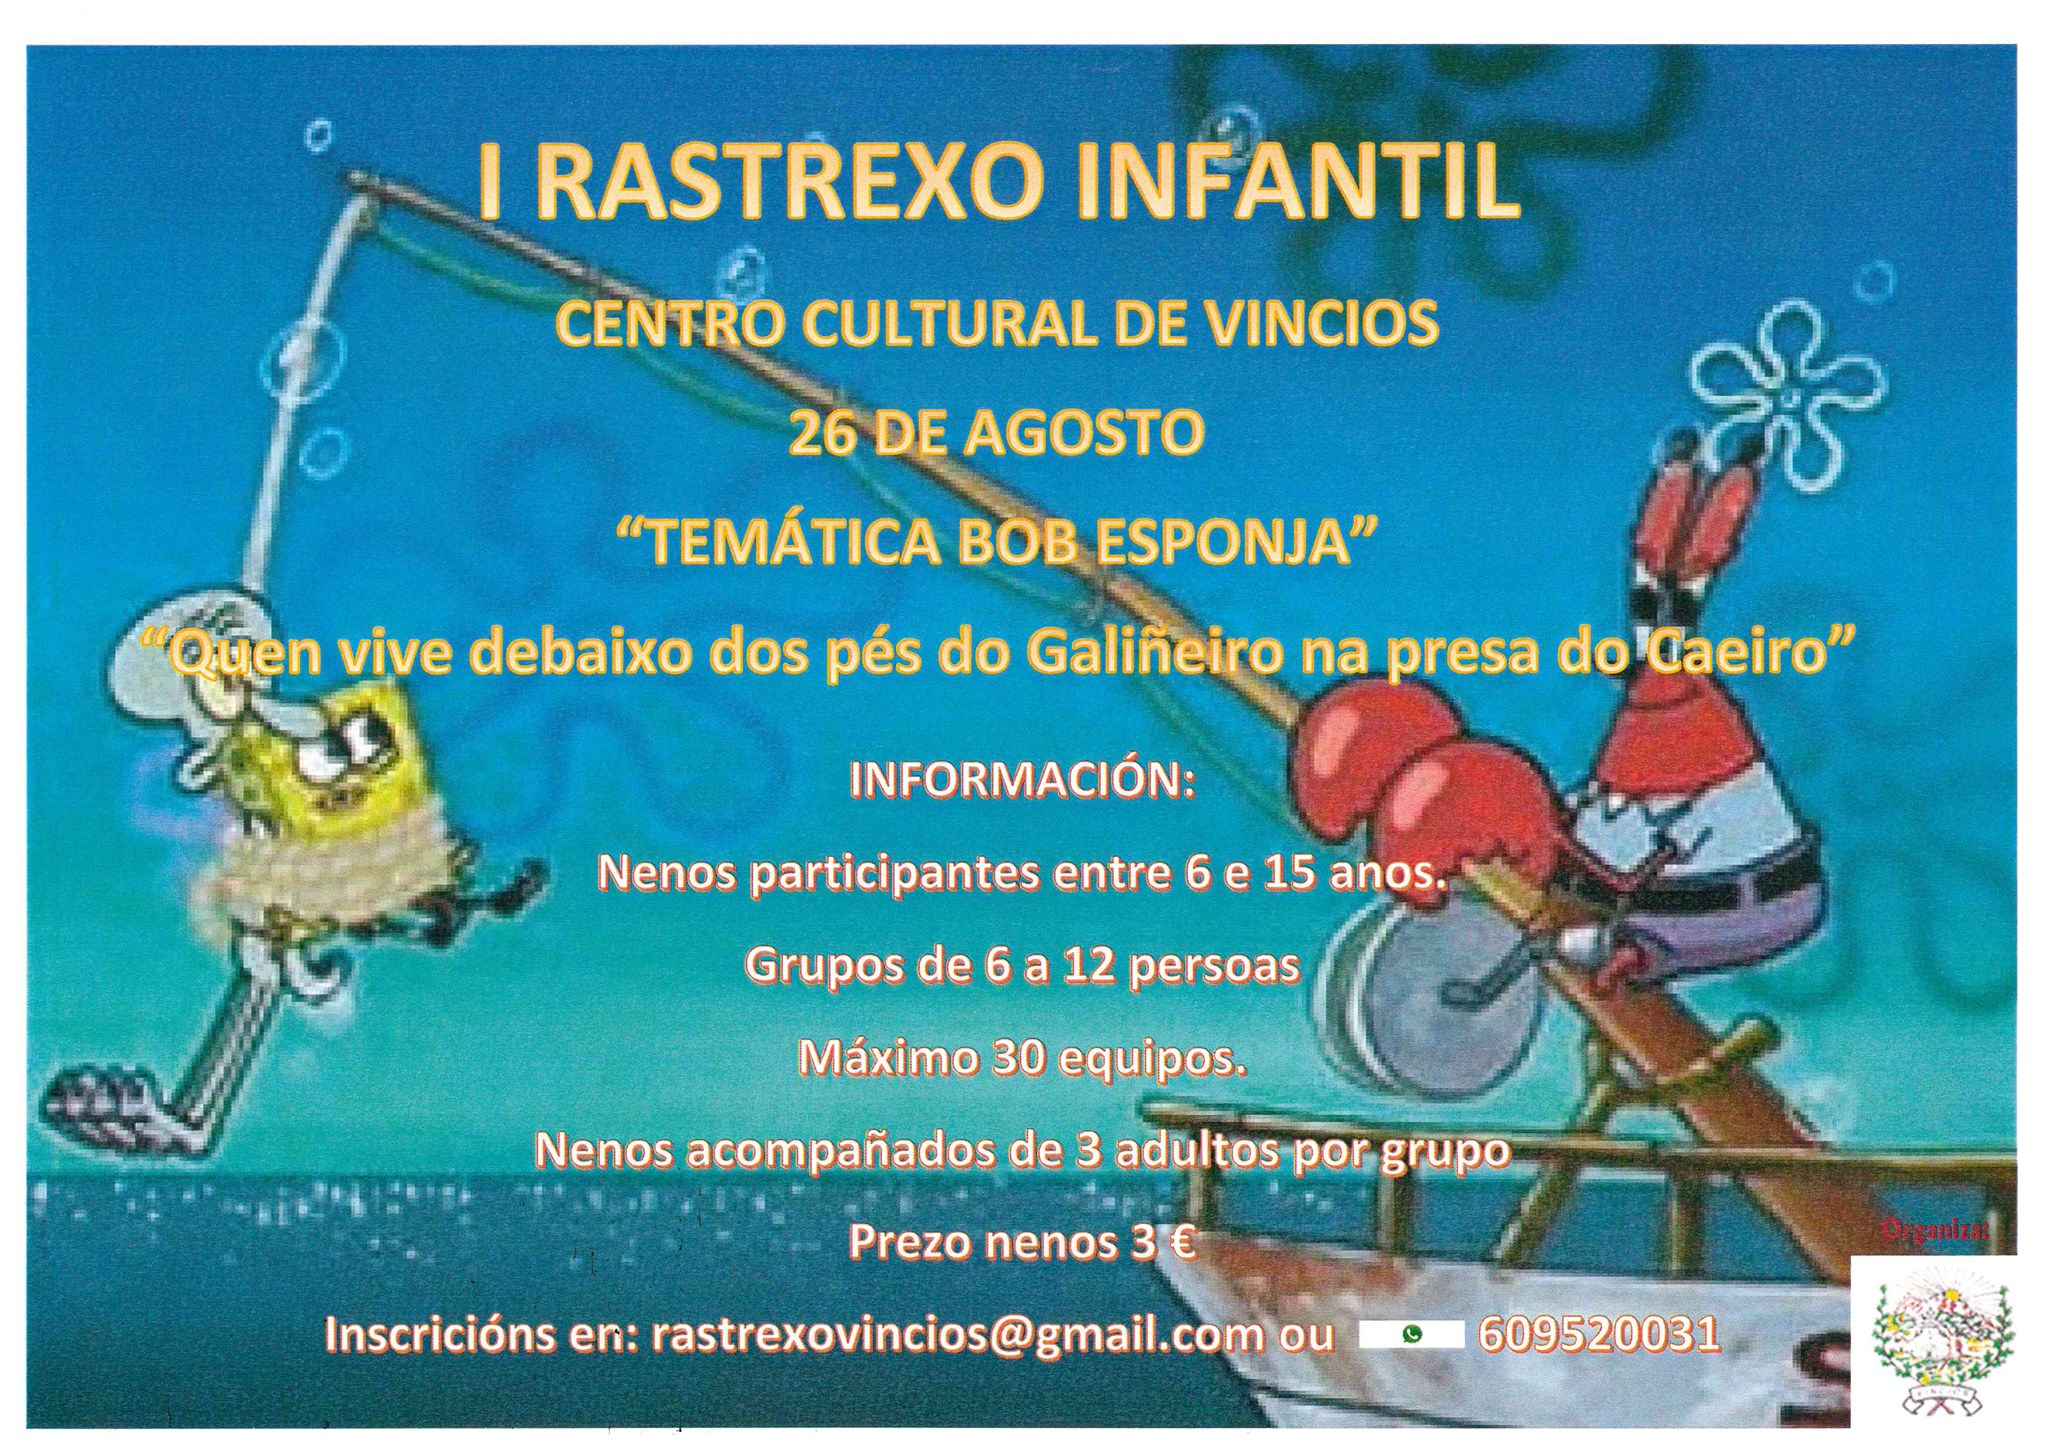 I RASTREXO INFANTIL
CENTRO CULTURAL DE VINCIOS
26 DE AGOSTO
“TEMÁTICA BOB ESPONJA”
“Quen vive debaixo dos pés do Galiñeiro na presa do Caeiro”
INFORMACIÓN:
Nenos participantes entre 6 e 15 anos.
Grupos de 6 a 12 persoas
Máximo 30 equipos.
Nenos acompañados de 3 adultos por grupo
Prezo nenos 3 €
Organiza:
Inscricións en: rastrexovincios@gmail.com ou 609520031
VINCIOS